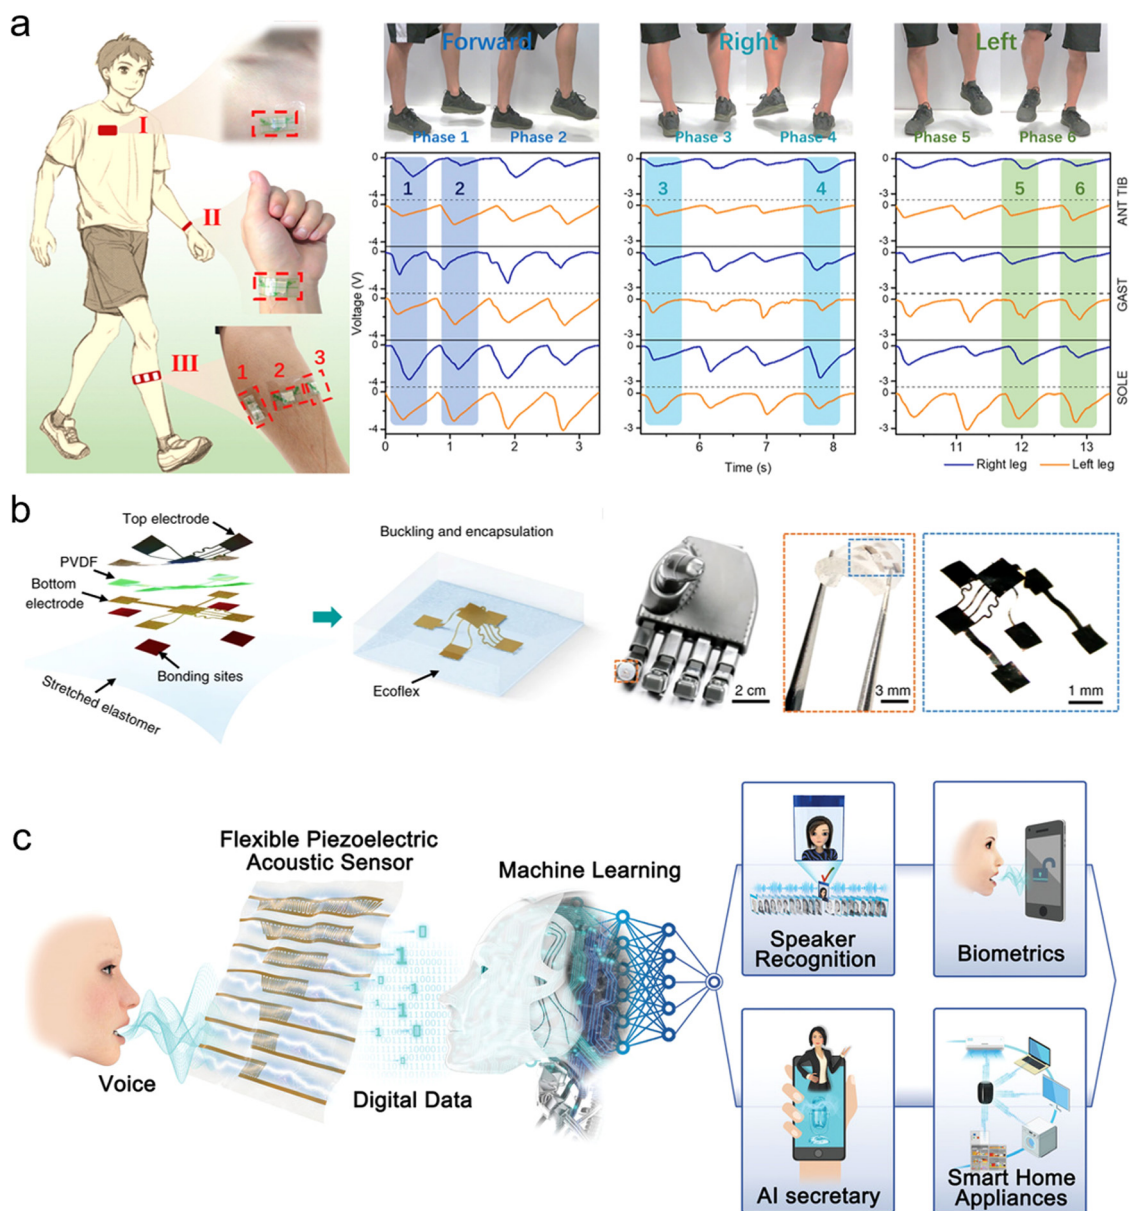 a
I
II
III
1
2
3
Forward
Phase 1
Phase 2
Right
Phase 3
Phase 4
Left
Phase 5
Phase 6
Voltage (V)
0
-4
0
-4
0
-4
0
-4
0
-4
0
-4
1
2
0
1
2
3
0
-3
0
-3
0
-3
0
-3
0
-3
0
-3
3
4
6
7
8
Time (s)
0
-3
0
-3
0
-3
0
-3
0
-3
0
-3
5
6
11
12
13
ANT TIB
GAST
SOLE
Right leg
Left leg
b
Top electrode
PVDF
Bottom
electrode
Bonding sites
Stretched elastomer
Buckling and encapsulation
Ecoflex
2 cm
3 mm
1 mm
c
Voice
Flexible Piezoelectric
Acoustic Sensor
Digital Data
Machine Learning
Speaker
Recognition
Biometrics
AI secretary
Smart Home
Appliances